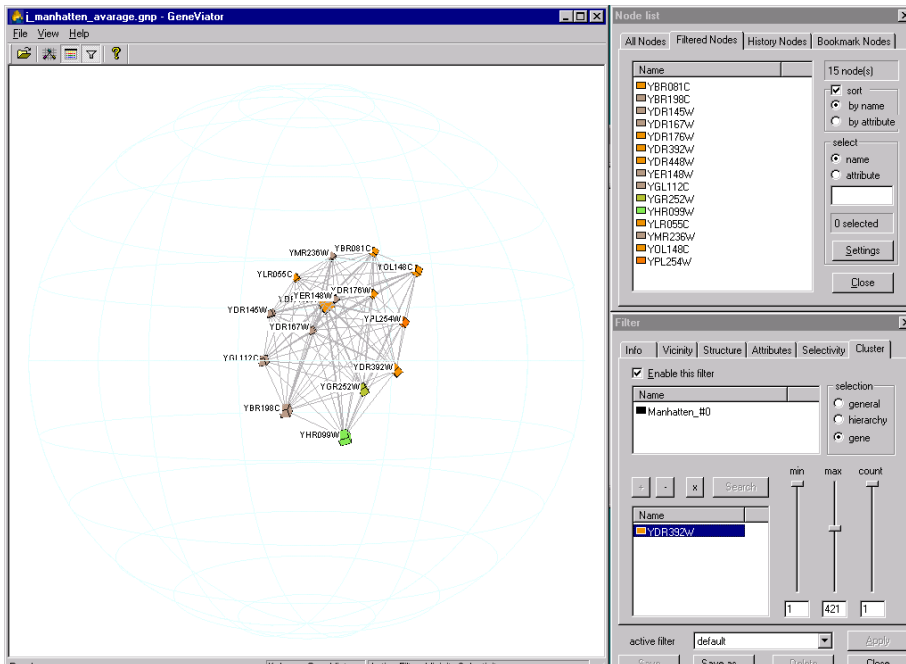 j_manhatten_avarage.gnp - GeneViator
File View Help
YMR236W
YBR081C
YOL148C
YLR055C
YER148W
YDR176W
YDR145W
YDR167W
YPL254W
YGL112C
YDR392W
YGR252W
YBR198C
YHR099W
Node list
All Nodes Filtered Nodes History Nodes Bookmark Nodes
Name
YBR081C
YBR198C
YDR145W
YDR167W
YDR176W
YDR392W
YDR448W
YER148W
YGL112C
YGR252W
YHR099W
YLR055C
YMR236W
YOL148C
YPL254W
15 node(s)
sort
by name
by attribute
select
name
attribute
0 selected
Settings
Close
Filter
Info Vicinity Structure Attributes Selectivity Cluster
Enable this filter
Name
Manhatten_#0
selection
general
hierarchy
gene
min max count
+ - x Search
Name
YDR392W
1 421 1
active filter default Apply
Save Save as Delete Close